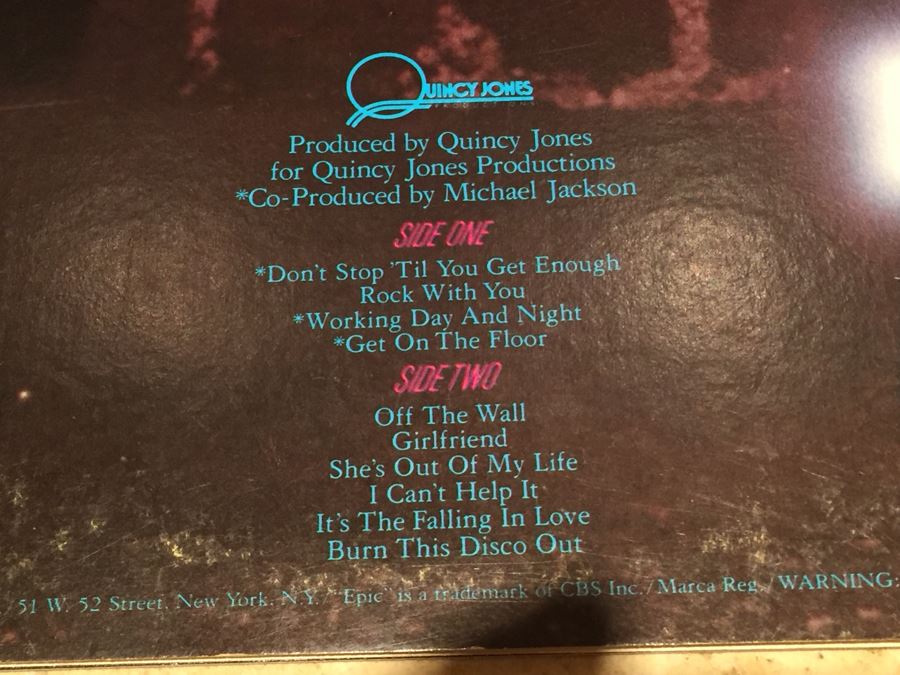 QUINCY JONES
PRODUCTIONS
Produced by Quincy Jones
for Quincy Jones Productions
*Co-Produced by Michael Jackson
SIDE ONE
*Don't Stop 'Til You Get Enough
Rock With You
*Working Day And Night
*Get On The Floor
SIDE TWO
Off The Wall
Girlfriend
She's Out Of My Life
I Can't Help It
It's The Falling In Love
Burn This Disco Out
51 W. 52 Street, New York, N.Y./"Epic" is a trademark of CBS Inc./Marca Reg./WARNING: